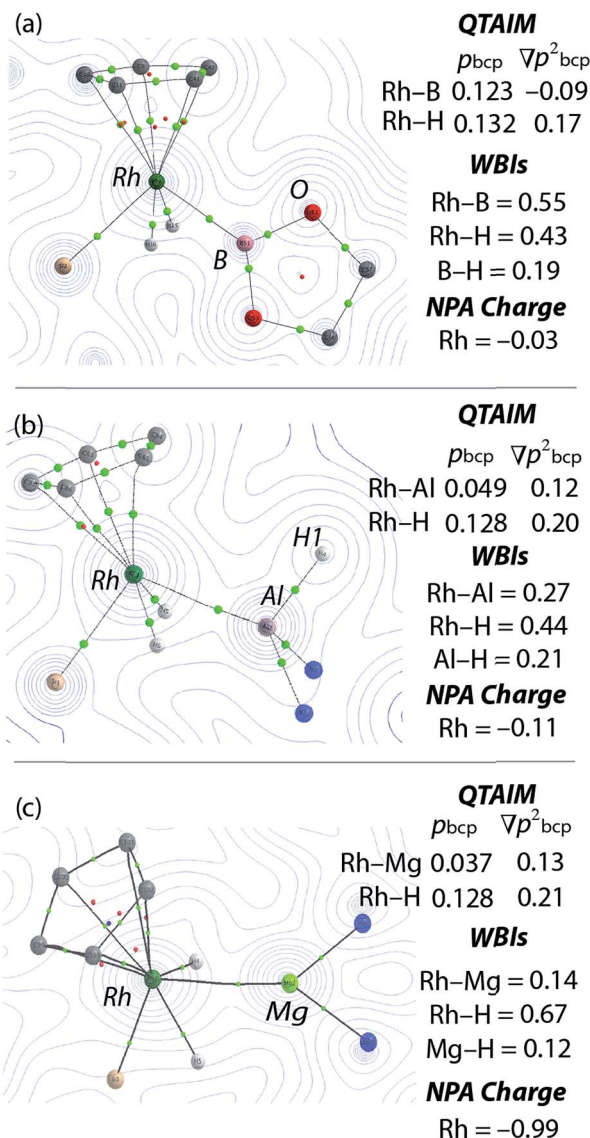 (a)
QTAIM
ρbcp ∇ρ²bcp
Rh–B 0.123 –0.09
Rh–H 0.132 0.17
WBIs
Rh–B = 0.55
Rh–H = 0.43
B–H = 0.19
NPA Charge
Rh = –0.03
Rh
O
B
(b)
QTAIM
ρbcp ∇ρ²bcp
Rh–Al 0.049 0.12
Rh–H 0.128 0.20
WBIs
Rh–Al = 0.27
Rh–H = 0.44
Al–H = 0.21
NPA Charge
Rh = –0.11
H1
Rh
Al
(c)
QTAIM
ρbcp ∇ρ²bcp
Rh–Mg 0.037 0.13
Rh–H 0.128 0.21
WBIs
Rh–Mg = 0.14
Rh–H = 0.67
Mg–H = 0.12
NPA Charge
Rh = –0.99
Rh
Mg